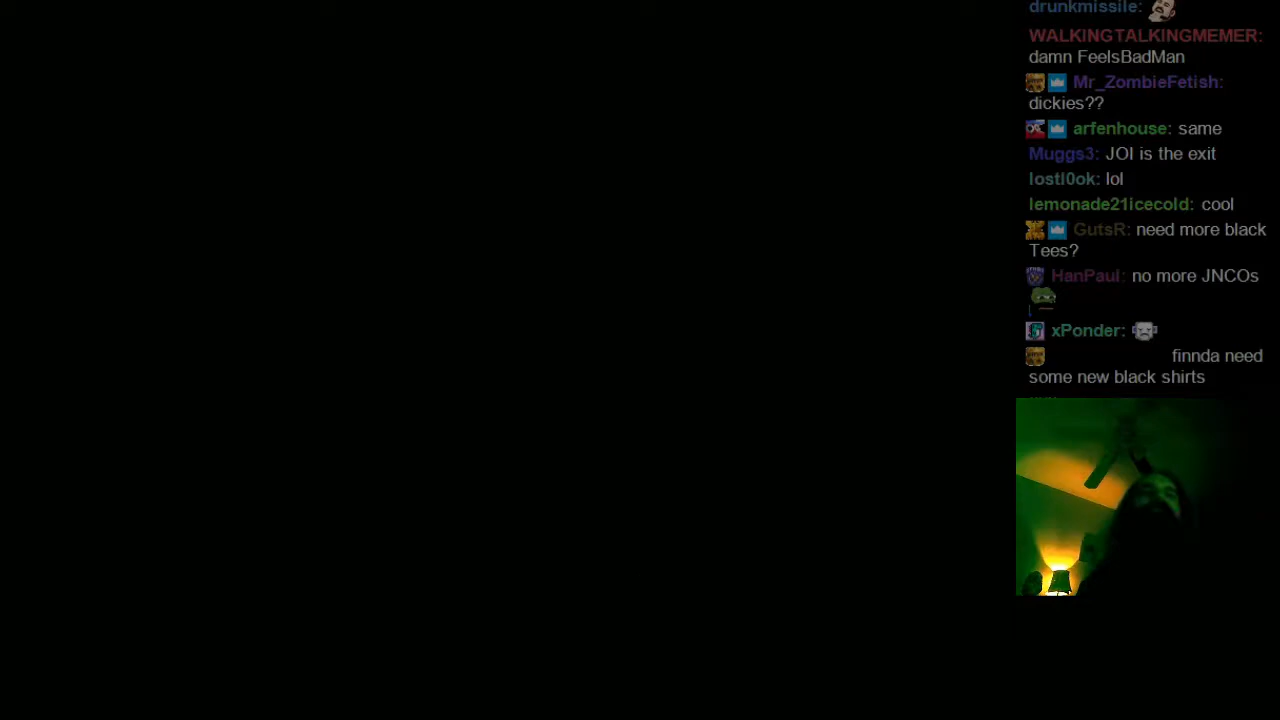 drunkmissile:
WALKINGTALKINGMEMER:
damn FeelsBadMan
Mr_ZombieFetish:
dickies??
arfenhouse: same
Muggs3: JOI is the exit
lostl0ok: lol
lemonade21icecold: cool
GutsR: need more black
Tees?
HanPaul: no more JNCOs
xPonder:
finnda need
some new black shirts